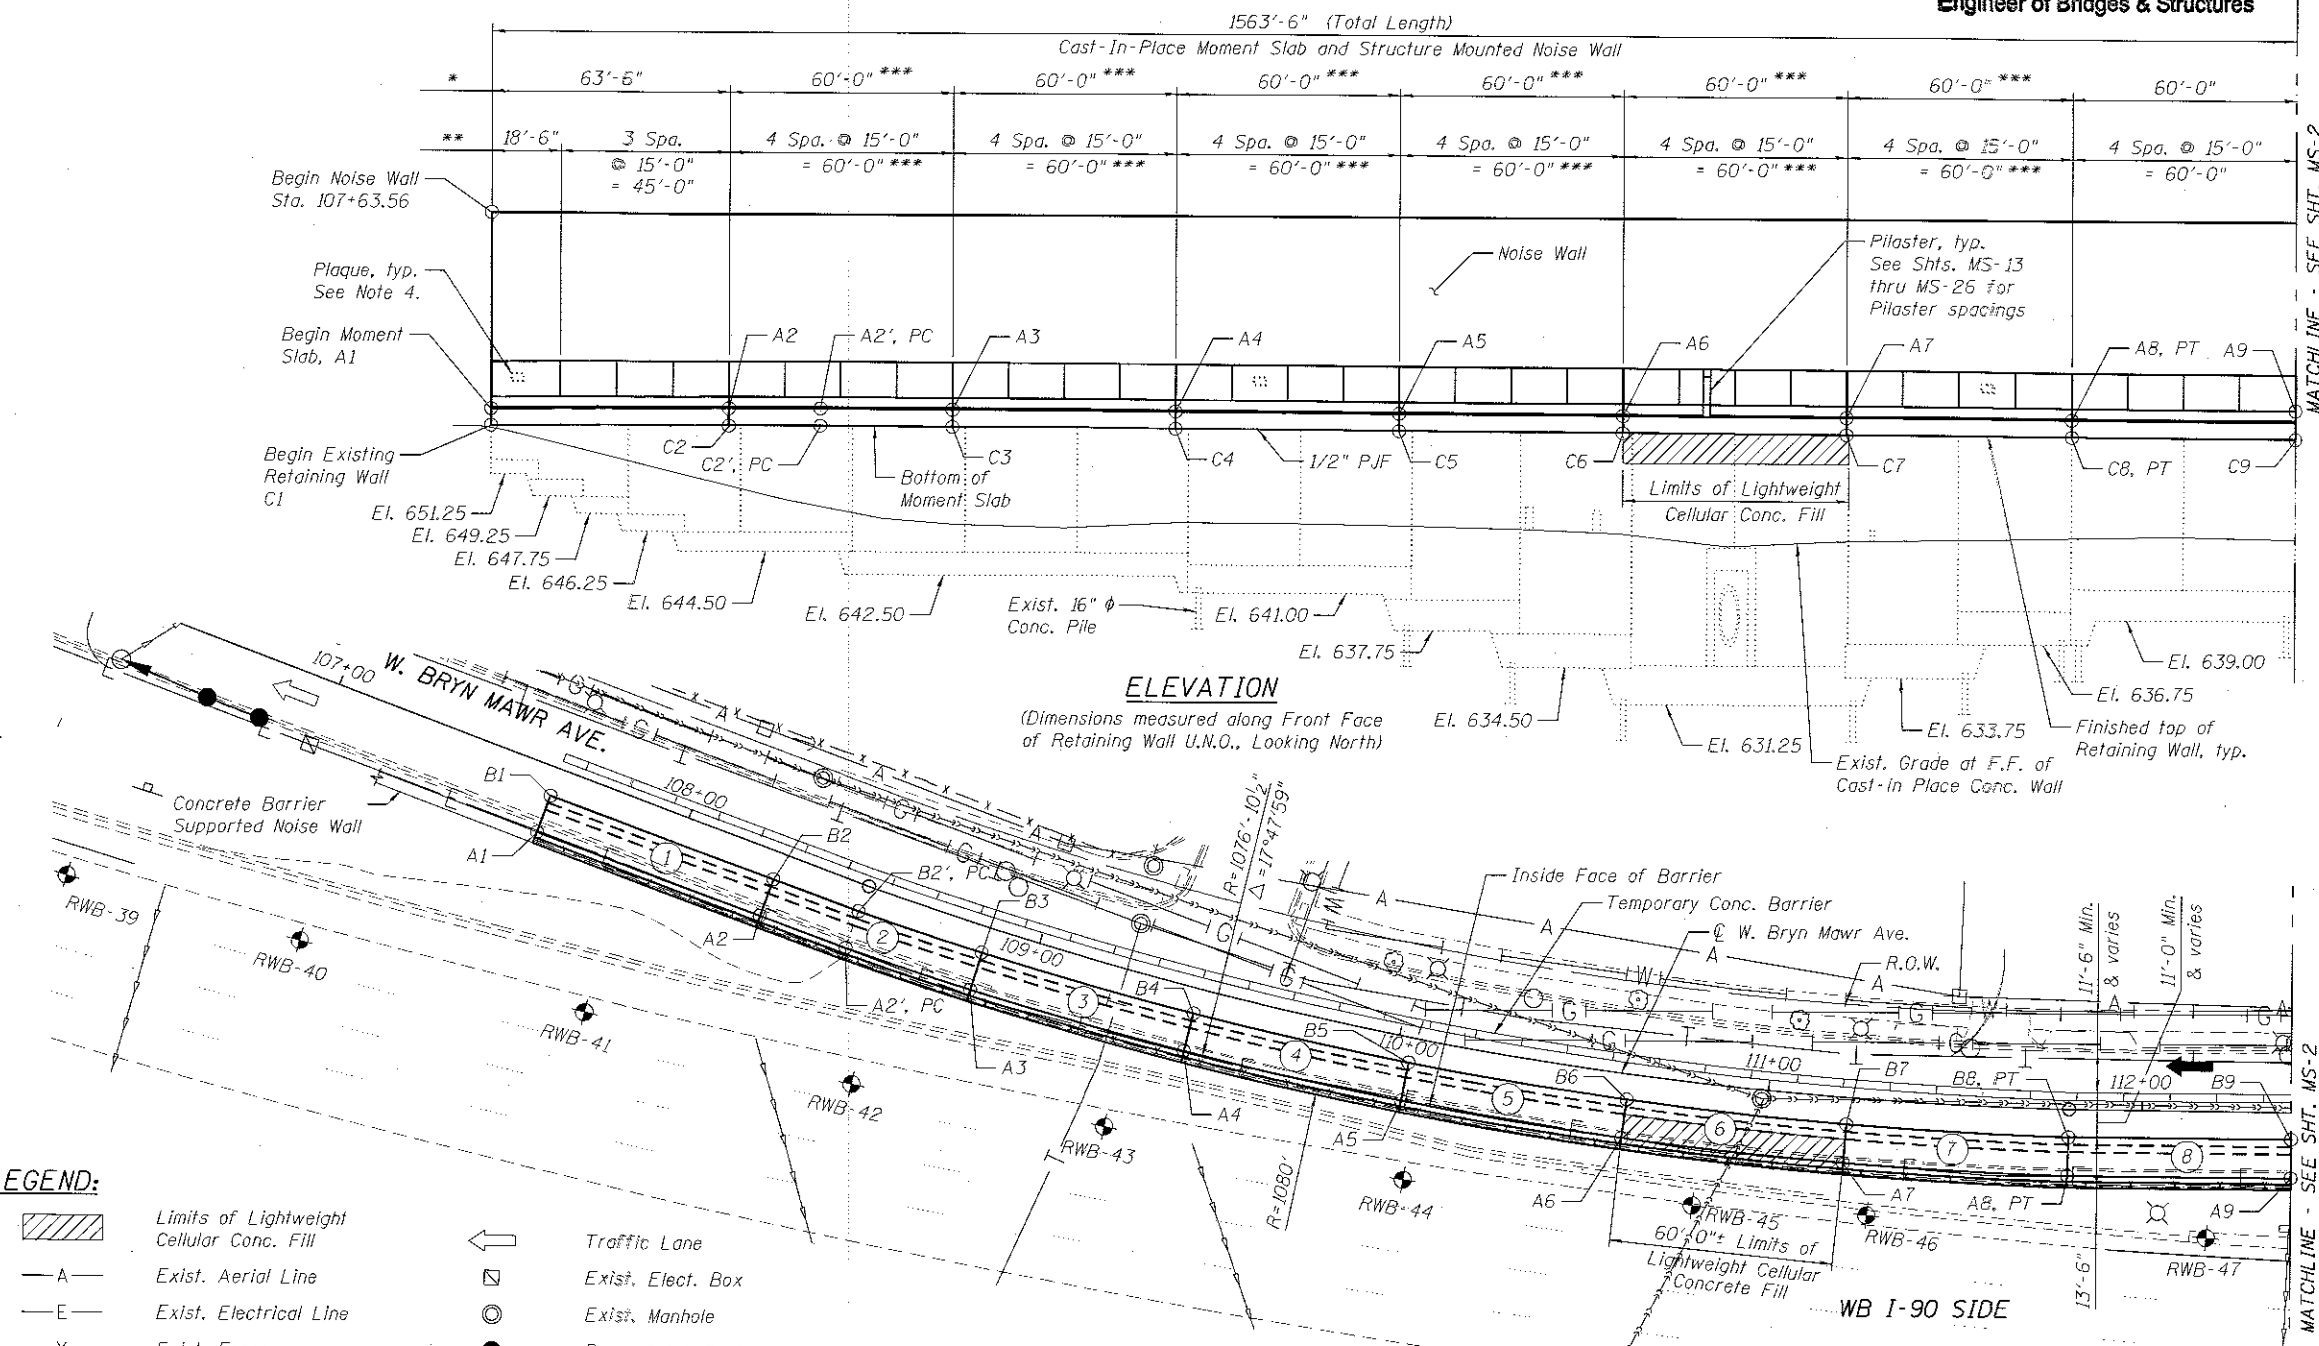 Engineer of Bridges & Structures
1563'-6" (Total Length)
Cast-In-Place Moment Slab and Structure Mounted Noise Wall
* 63'-6" 60'-0" *** 60'-0" *** 60'-0" *** 60'-0" *** 60'-0" *** 60'-0" *** 60'-0"
** 18'-6" 3 Spa. 4 Spa. @ 15'-0" 4 Spa. @ 15'-0" 4 Spa. @ 15'-0" 4 Spa. @ 15'-0" 4 Spa. @ 15'-0" 4 Spa. @ 15'-0" 4 Spa. @ 15'-0"
@ 15'-0" = 60'-0" *** = 60'-0" *** = 60'-0" *** = 60'-0" *** = 60'-0" *** = 60'-0" *** = 60'-0"
= 45'-0"
MATCHLINE - SEE SHT. MS-2
Begin Noise Wall
Sta. 107+63.56
Plaque, typ.
See Note 4.
Noise Wall
Pilaster, typ.
See Shts. MS-13
thru MS-26 for
Pilaster spacings
Begin Moment
Slab, A1
A2
A2', PC
A3
A4
A5
A6
A7
A8, PT
A9
Begin Existing
Retaining Wall
C1
C2
C2', PC
C3
C4
1/2" PJF
C5
C6
C7
C8, PT
C9
Bottom of
Moment Slab
Limits of Lightweight
Cellular Conc. Fill
El. 651.25
El. 649.25
El. 647.75
El. 646.25
El. 644.50
El. 642.50
Exist. 16" ϕ
Conc. Pile
El. 641.00
El. 637.75
El. 634.50
El. 631.25
El. 633.75
El. 636.75
El. 639.00
Finished top of
Retaining Wall, typ.
Exist. Grade at F.F. of
Cast-in Place Conc. Wall
ELEVATION
(Dimensions measured along Front Face
of Retaining Wall U.N.O., Looking North)
107+00
W. BRYN MAWR AVE.
108+00
109+00
110+00
111+00
112+00
Concrete Barrier
Supported Noise Wall
B1
B2
B2', PC
B3
B4
B5
B6
B7
B8, PT
B9
A1
A2
A2', PC
A3
A4
A5
A6
A7
A8, PT
A9
1
2
3
4
5
6
7
8
R=1076'-10½"
Δ =17°47'59"
R=1080'
Inside Face of Barrier
Temporary Conc. Barrier
℄ W. Bryn Mawr Ave.
R.O.W.
11'-6" Min.
& varies
11'-0" Min.
& varies
13'-6"
RWB-39
RWB-40
RWB-41
RWB-42
RWB-43
RWB-44
RWB-45
RWB-46
RWB-47
60'-0"± Limits of
Lightweight Cellular
Concrete Fill
WB I-90 SIDE
MATCHLINE - SEE SHT. MS-2
EGEND:
Limits of Lightweight
Cellular Conc. Fill
Traffic Lane
A Exist. Aerial Line
Exist. Elect. Box
E Exist. Electrical Line
Exist. Manhole